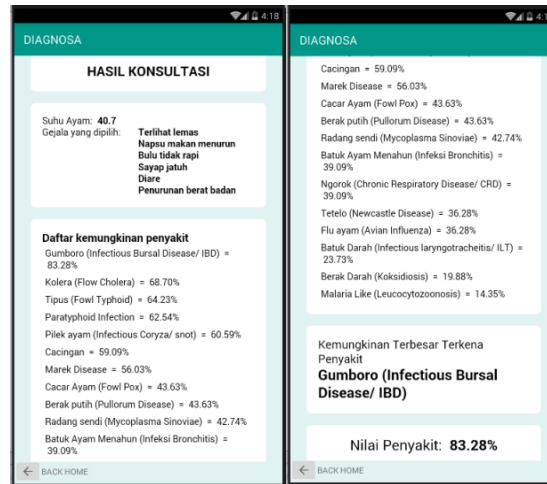 4:18
DIAGNOSA
HASIL KONSULTASI
Suhu Ayam: 40.7
Gejala yang dipilih: Terlihat lemas
Napsu makan menurun
Bulu tidak rapi
Sayap jatuh
Diare
Penurunan berat badan
Daftar kemungkinan penyakit
Gumboro (Infectious Bursal Disease/ IBD) =
83.28%
Kolera (Flow Cholera) = 68.70%
Tipus (Fowl Typhoid) = 64.23%
Paratyphoid Infection = 62.54%
Pilek ayam (Infectious Coryza/ snot) = 60.59%
Cacingan = 59.09%
Marek Disease = 56.03%
Cacar Ayam (Fowl Pox) = 43.63%
Berak putih (Pullorum Disease) = 43.63%
Radang sendi (Mycoplasma Sinoviae) = 42.74%
Batuk Ayam Menahun (Infeksi Bronchitis) =
39.09%
BACK HOME
4:18
DIAGNOSA
Cacingan = 59.09%
Marek Disease = 56.03%
Cacar Ayam (Fowl Pox) = 43.63%
Berak putih (Pullorum Disease) = 43.63%
Radang sendi (Mycoplasma Sinoviae) = 42.74%
Batuk Ayam Menahun (Infeksi Bronchitis) =
39.09%
Ngorok (Chronic Respiratory Disease/ CRD) =
39.09%
Tetelo (Newcastle Disease) = 36.28%
Flu ayam (Avian Influenza) = 36.28%
Batuk Darah (Infectious laryngotracheitis/ ILT) =
23.73%
Berak Darah (Koksidiosis) = 19.88%
Malaria Like (Leucocytozoonosis) = 14.35%
Kemungkinan Terbesar Terkena
Penyakit
Gumboro (Infectious Bursal
Disease/ IBD)
Nilai Penyakit: 83.28%
BACK HOME